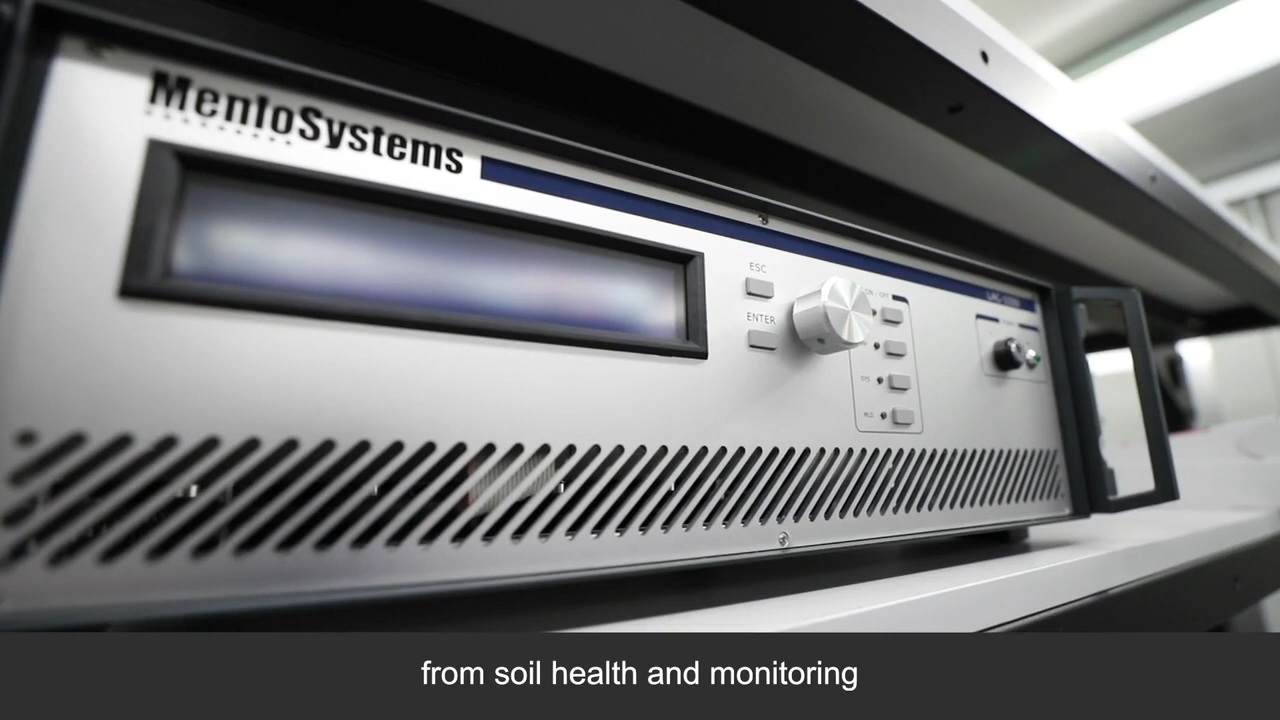 MenloSystems
ESC
ENTER
ON / OFF
SYS
MLD
from soil health and monitoring